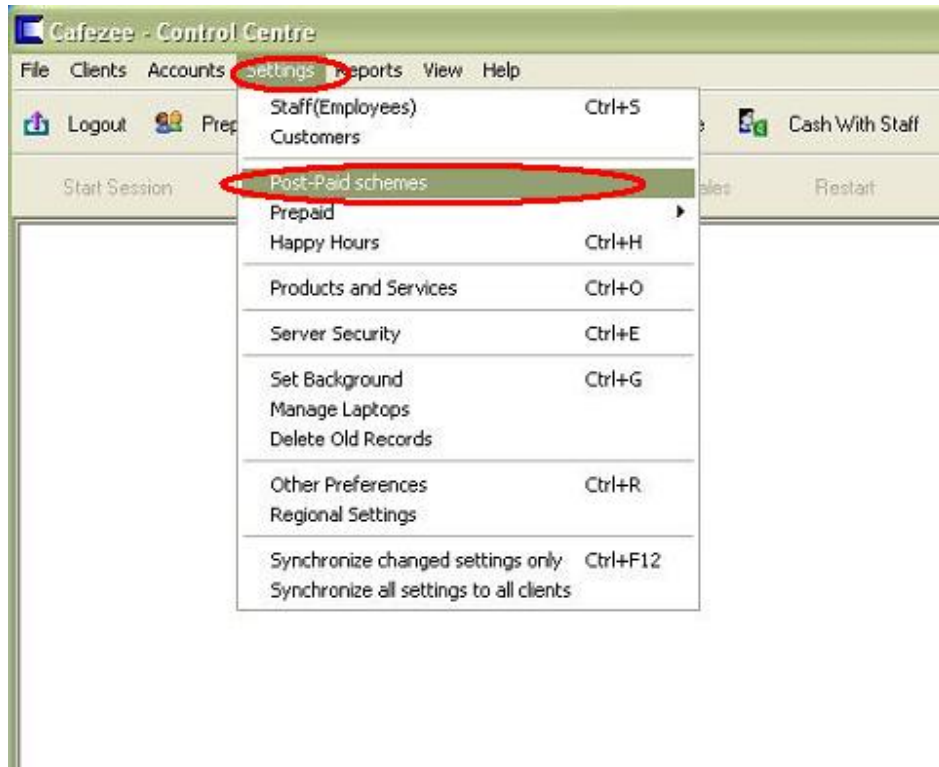 Cafezee - Control Centre
File Clients Accounts Settings Reports View Help
Logout Prep Cash With Staff
Start Session ales Restart
Staff(Employees) Ctrl+S
Customers
Post-Paid schemes
Prepaid
Happy Hours Ctrl+H
Products and Services Ctrl+O
Server Security Ctrl+E
Set Background Ctrl+G
Manage Laptops
Delete Old Records
Other Preferences Ctrl+R
Regional Settings
Synchronize changed settings only Ctrl+F12
Synchronize all settings to all clients